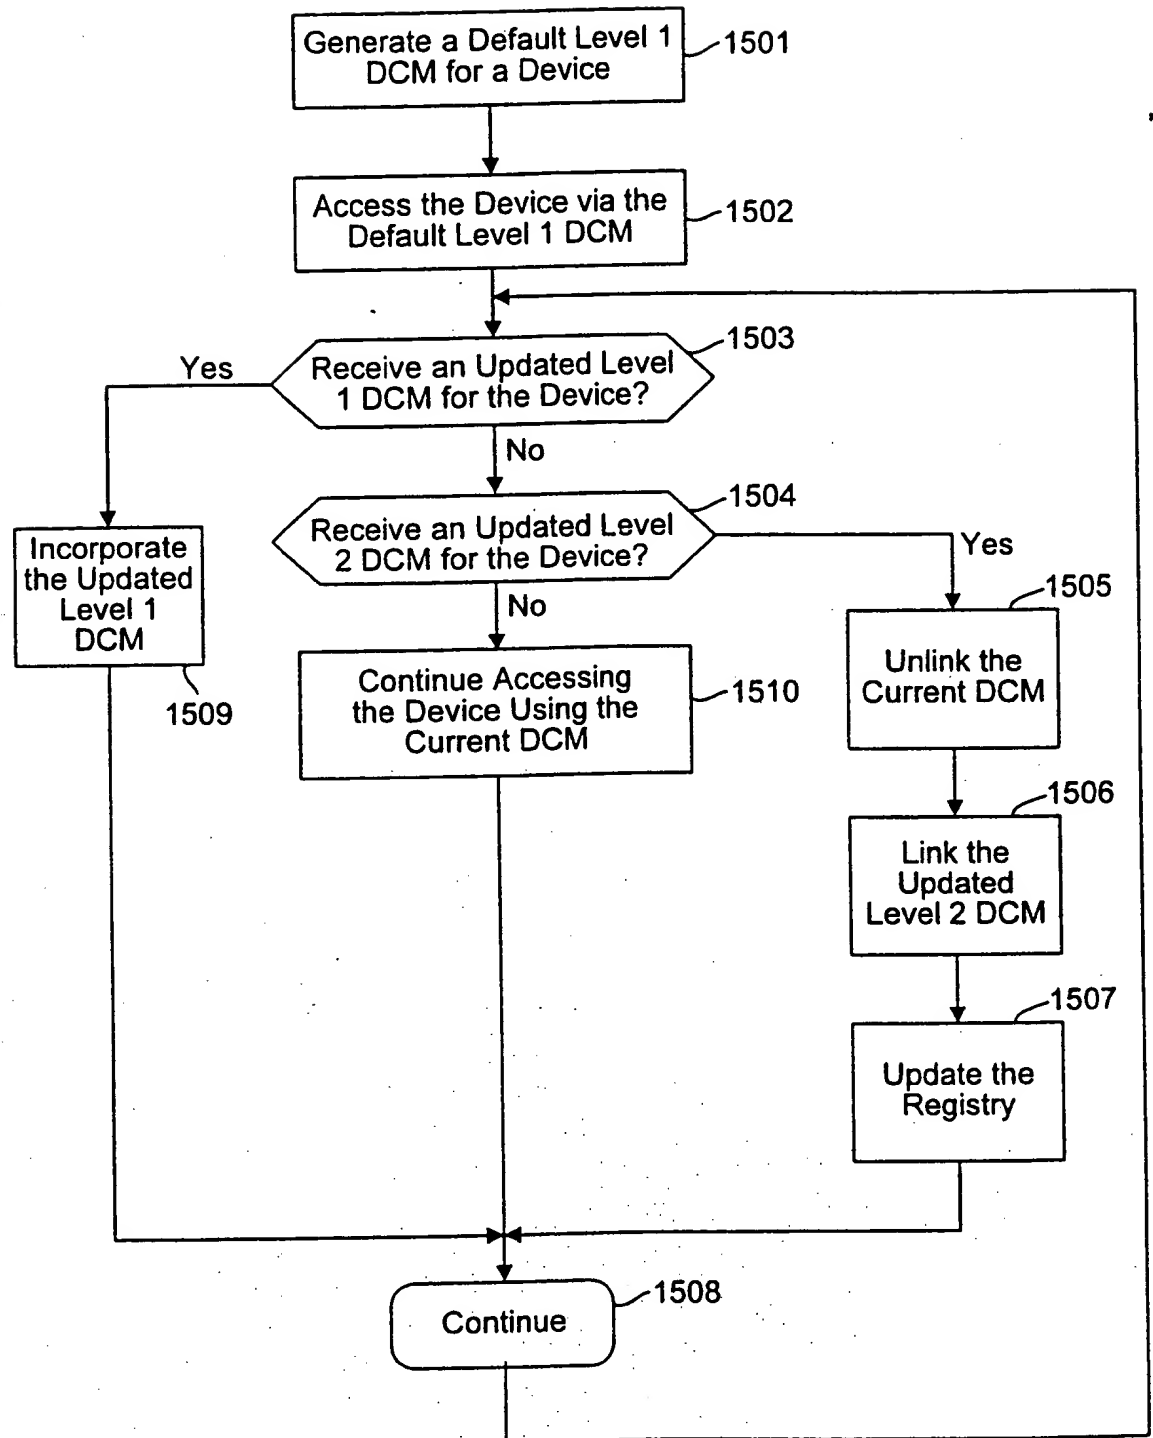 Generate a Default Level 1
DCM for a Device
1501
Access the Device via the
Default Level 1 DCM
1502
1503
Receive an Updated Level
1 DCM for the Device?
Yes
No
1504
Receive an Updated Level
2 DCM for the Device?
Yes
No
Incorporate
the Updated
Level 1
DCM
1509
Continue Accessing
the Device Using the
Current DCM
1510
1505
Unlink the
Current DCM
1506
Link the
Updated
Level 2 DCM
1507
Update the
Registry
1508
Continue